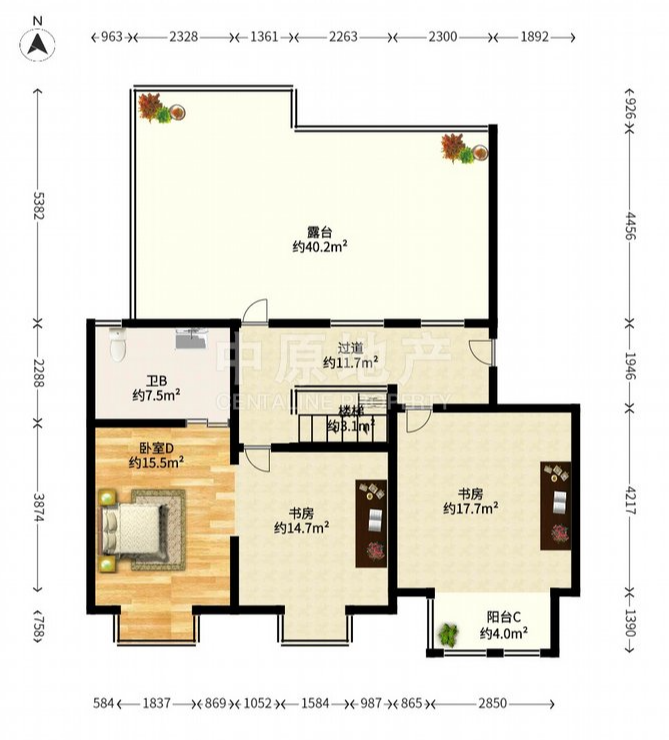 N
963 2328 1361 2263 2300 1892
926
5382
4456
露台
约40.2m²
中原地产
CENTALINE PROPERTY
过道
约11.7m²
2288
1946
卫B
约7.5m²
楼梯
约3.1m²
卧室D
约15.5m²
书房
约14.7m²
书房
约17.7m²
3874
4217
阳台C
约4.0m²
758
1390
584 1837 869 1052 1584 987 865 2850